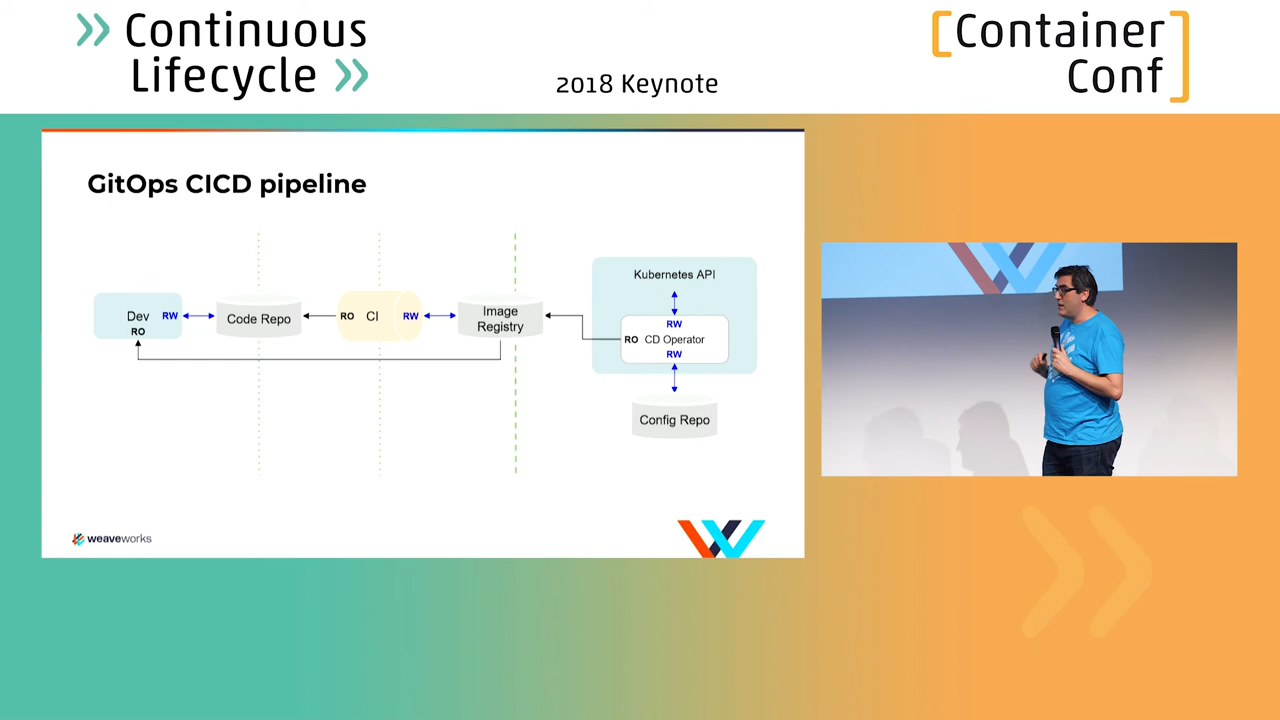 Continuous
Lifecycle
2018 Keynote
[Container
Conf]
GitOps CICD pipeline
Kubernetes API
RW
RO CD Operator
RW
Config Repo
Dev RW
RO
Code Repo
RO CI RW
Image
Registry
weaveworks